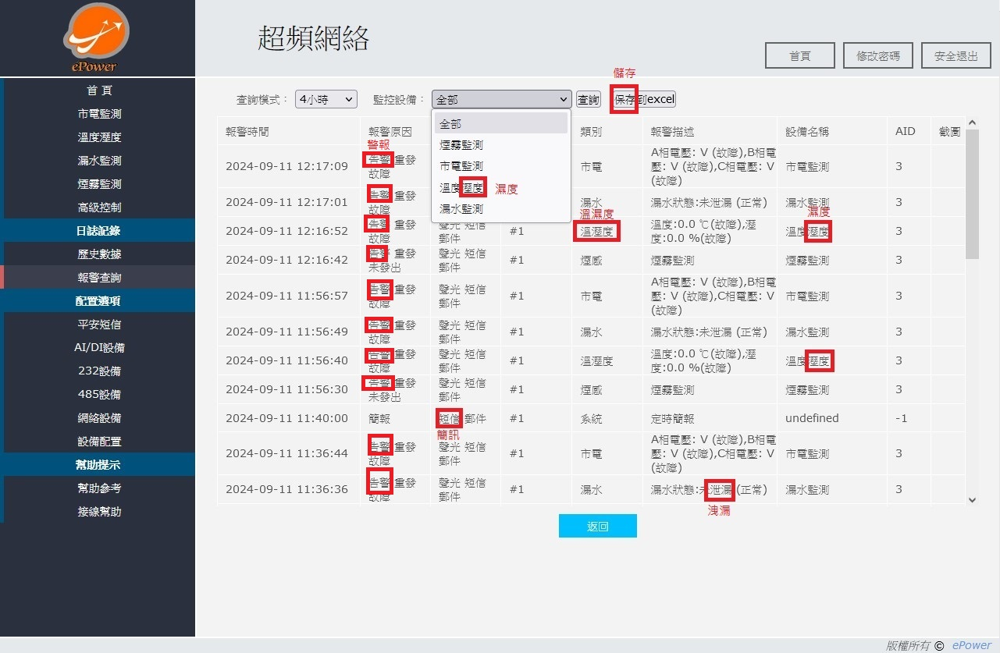 ePower
超頻網絡
首頁
修改密碼
安全退出
首 頁
市電監測
溫度溼度
漏水監測
煙霧監測
高級控制
日誌記錄
歷史數據
報警查詢
配置選項
平安短信
AI/DI設備
232設備
485設備
網絡設備
設備配置
幫助提示
幫助參考
接線幫助
儲存
查詢模式： 4小時 監控設備： 全部 查詢 保存到excel
全部
煙霧監測
市電監測
溫度溼度 濕度
漏水監測
報警時間 報警原因 類別 報警描述 設備名稱 AID 截圖
警報
2024-09-11 12:17:09 告警 重發 故障 市電 A相電壓: V (故障),B相電壓: V (故障),C相電壓: V (故障) 市電監測 3
2024-09-11 12:17:01 告警 重發 故障 漏水 漏水狀態:未泄漏 (正常) 漏水監測 3
溫濕度 濕度
2024-09-11 12:16:52 告警 重發 故障 聲光 短信 郵件 #1 溫溼度 溫度:0.0 ℃(故障),溼度:0.0 %(故障) 溫度溼度 3
2024-09-11 12:16:42 告警 重發 未發出 聲光 短信 郵件 #1 煙感 煙霧監測 煙霧監測 3
2024-09-11 11:56:57 告警 重發 故障 聲光 短信 郵件 #1 市電 A相電壓: V (故障),B相電壓: V (故障),C相電壓: V (故障) 市電監測 3
2024-09-11 11:56:49 告警 重發 故障 聲光 短信 郵件 #1 漏水 漏水狀態:未泄漏 (正常) 漏水監測 3
2024-09-11 11:56:40 告警 重發 故障 聲光 短信 郵件 #1 溫溼度 溫度:0.0 ℃(故障),溼度:0.0 %(故障) 溫度溼度 3
2024-09-11 11:56:30 告警 重發 未發出 聲光 短信 郵件 #1 煙感 煙霧監測 煙霧監測 3
2024-09-11 11:40:00 簡報 短信 郵件 #1 系統 定時簡報 undefined -1
簡訊
2024-09-11 11:36:44 告警 重發 故障 聲光 短信 郵件 #1 市電 A相電壓: V (故障),B相電壓: V (故障),C相電壓: V (故障) 市電監測 3
2024-09-11 11:36:36 告警 重發 故障 聲光 短信 郵件 #1 漏水 漏水狀態:未泄漏 (正常) 漏水監測 3
洩漏
返回
版權所有 © ePower